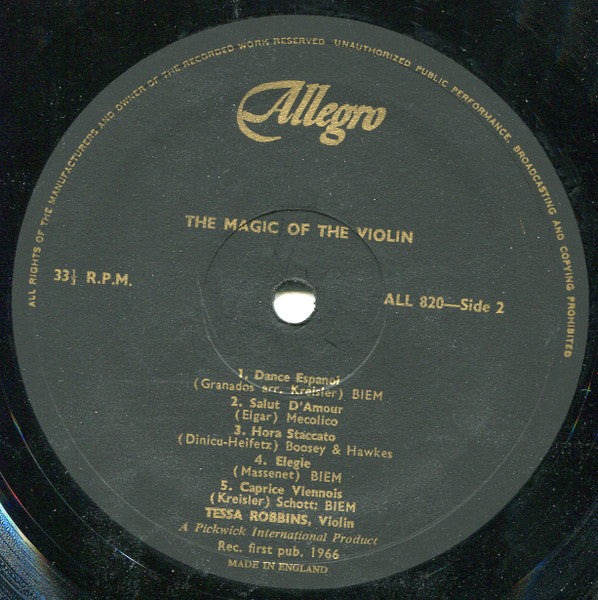 ALL RIGHTS OF THE MANUFACTURERS AND OWNER OF THE RECORDED WORK RESERVED UNAUTHORIZED PUBLIC PERFORMANCE, BROADCASTING AND COPYING PROHIBITED
Allegro
THE MAGIC OF THE VIOLIN
33⅓ R.P.M.
ALL 820—Side 2
1. Dance Espanol
(Granados arr. Kreisler) BIEM
2. Salut D'Amour
(Elgar) Mecolico
3. Hora Staccato
(Dinicu-Heifetz) Boosey & Hawkes
4. Elegie
(Massenet) BIEM
5. Caprice Viennois
(Kreisler) Schott: BIEM
TESSA ROBBINS, Violin
A Pickwick International Product
Rec. first pub. 1966
MADE IN ENGLAND